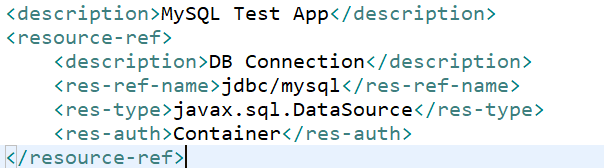 <description>MySQL Test App</description>
<resource-ref>
    <description>DB Connection</description>
    <res-ref-name>jdbc/mysql</res-ref-name>
    <res-type>javax.sql.DataSource</res-type>
    <res-auth>Container</res-auth>
</resource-ref>